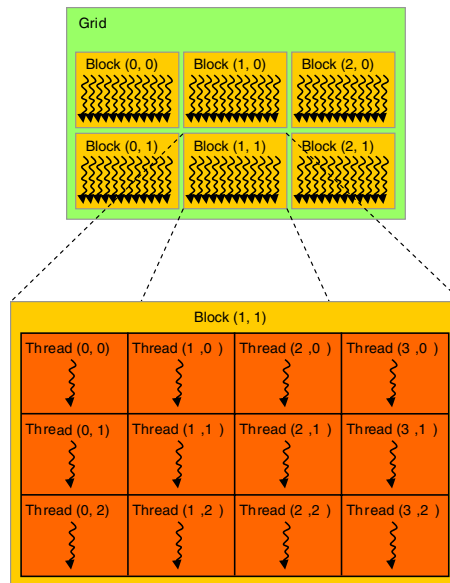 Grid
Block (0, 0) Block (1, 0) Block (2, 0)
Block (0, 1) Block (1, 1) Block (2, 1)
Block (1, 1)
Thread (0, 0) Thread (1 ,0 ) Thread (2 ,0 ) Thread (3 ,0 )
Thread (0, 1) Thread (1 ,1 ) Thread (2 ,1 ) Thread (3 ,1 )
Thread (0, 2) Thread (1 ,2 ) Thread (2 ,2 ) Thread (3 ,2 )